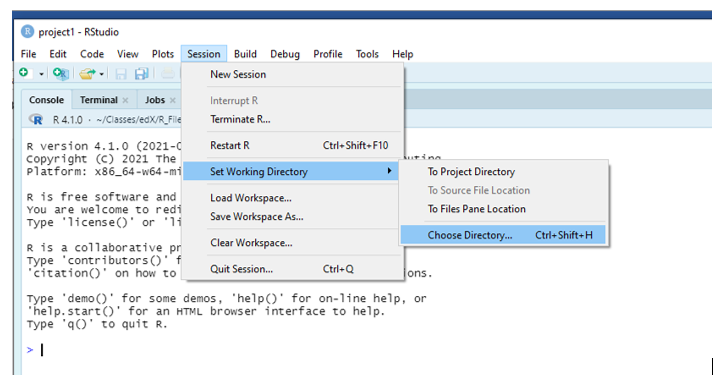 project1 - RStudio
File Edit Code View Plots Session Build Debug Profile Tools Help
Console Terminal Jobs
R 4.1.0 · ~/Classes/edX/R_File
New Session
Interrupt R
Terminate R...
Restart R Ctrl+Shift+F10
Set Working Directory
Load Workspace...
Save Workspace As...
Clear Workspace...
Quit Session... Ctrl+Q
To Project Directory
To Source File Location
To Files Pane Location
Choose Directory... Ctrl+Shift+H
R version 4.1.0 (2021-0
Copyright (C) 2021 The
Platform: x86_64-w64-mi
R is free software and
You are welcome to redi
Type 'license()' or 'li
R is a collaborative pr
Type 'contributors()' f
'citation()' on how to ons.
Type 'demo()' for some demos, 'help()' for on-line help, or
'help.start()' for an HTML browser interface to help.
Type 'q()' to quit R.
>